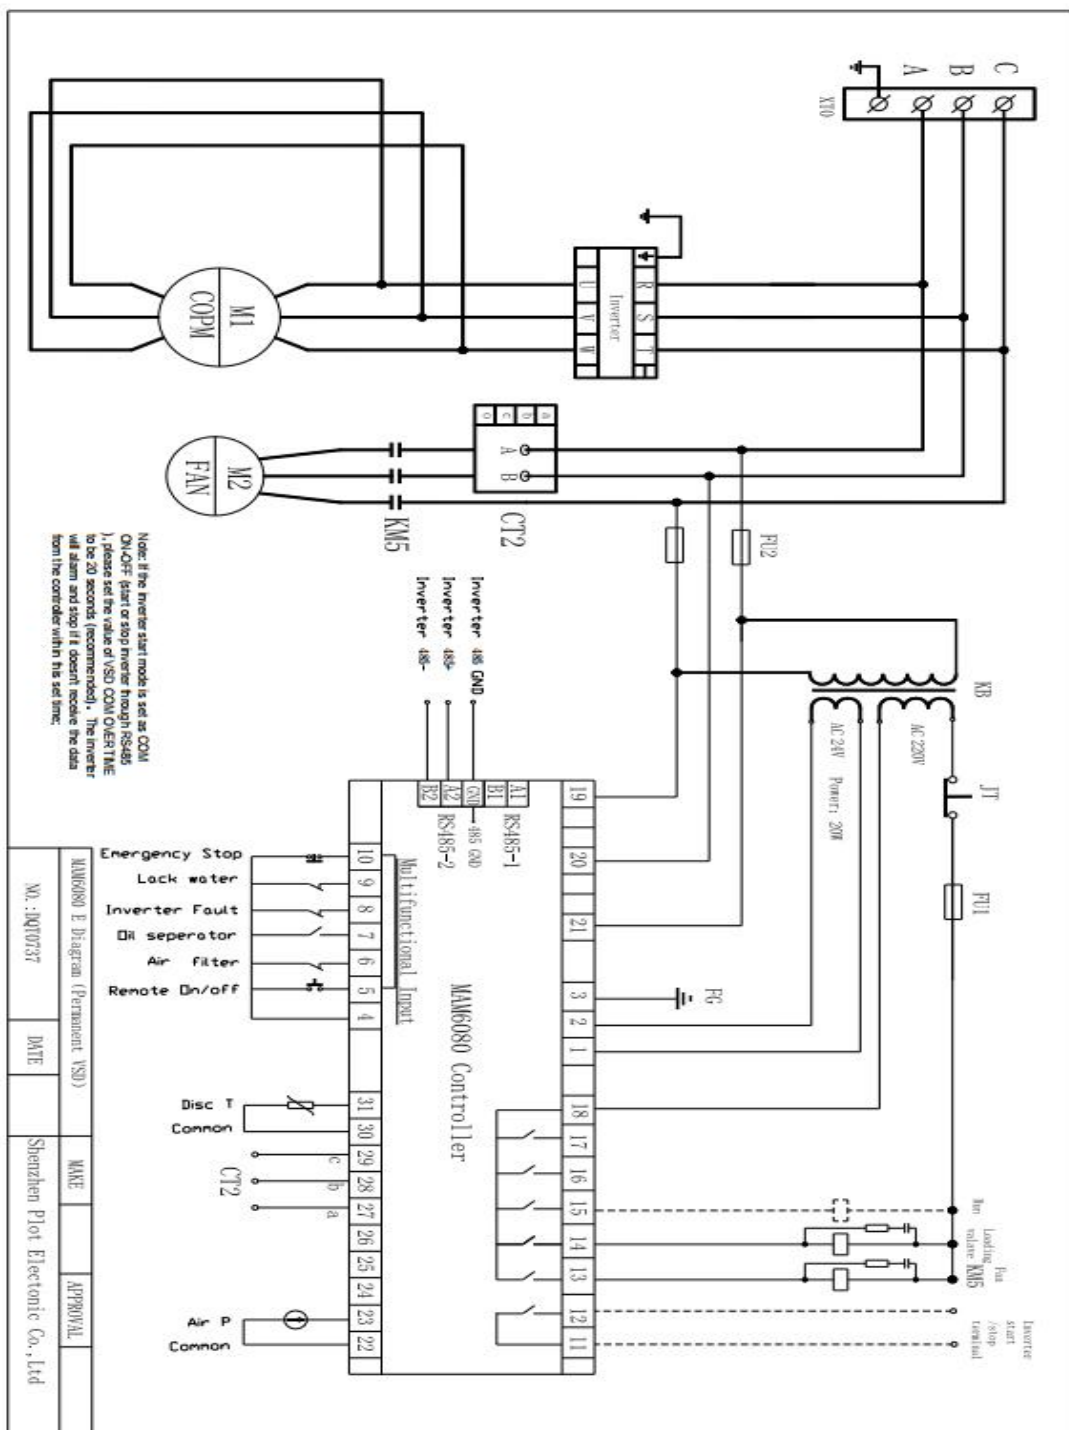 C
B
A
XT0
R S T
Inverter
U V W
M1
COPM
a b c o
A
B
CT2
KM5
M2
FAN
FU2
KB
AC 220V
AC 24V Power: 20W
JT
FU1
Inverter 485 GND
Inverter 485+
Inverter 485-
Note: If the inverter start mode is set as COM
ON-OFF (start or stop inverter through RS485
), please set the value of VSD COM OVERTIME
to be 20 seconds (recommended). The inverter
will alarm and stop if it doesn't receive the data
from the controller within this set time;
A1
B1
GND
A2
B2
RS485-1
485 GND
RS485-2
19
20
21
3
2
1
18
17
16
15
14
13
12
11
FG
MAM6080 Controller
Multifunctional Input
10
9
8
7
6
5
4
31
30
29
28
27
26
25
24
23
22
Emergency Stop
Lack water
Inverter Fault
Oil seperator
Air filter
Remote On/off
Disc T
Common
c
b
a
CT2
Air P
Common
Run
Loading
valave
Fan
KM5
Inverter
start
/stop
terminal
MAM6080 E Diagram (Permanent VSD)
MAKE
APPROVAL
NO.:DQT0737
DATE
Shenzhen Plot Electonic Co.,Ltd